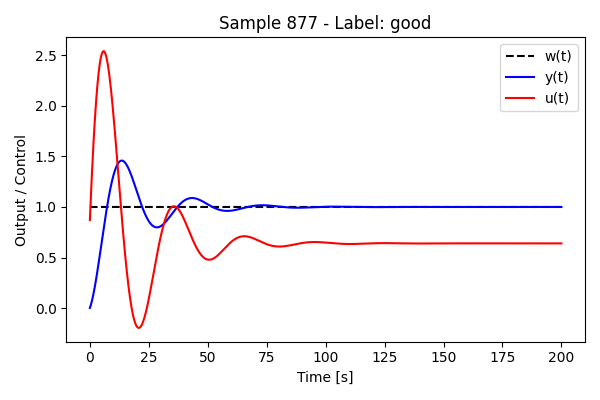 Sample 877 - Label: good
w(t)
y(t)
u(t)
Output / Control
2.5
2.0
1.5
1.0
0.5
0.0
0 25 50 75 100 125 150 175 200
Time [s]